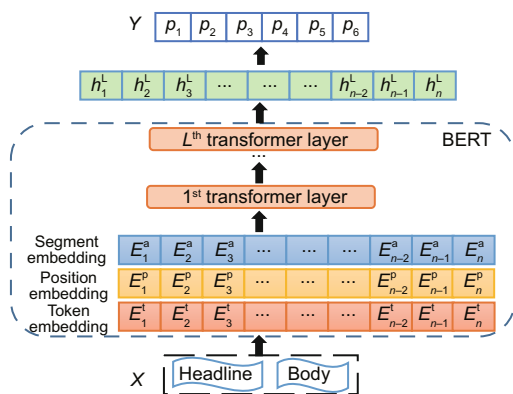 Y p₁ p₂ p₃ p₄ p₅ p₆
h₁ᴸ h₂ᴸ h₃ᴸ ... ... ... hₙ₋₂ᴸ hₙ₋₁ᴸ hₙᴸ
Lᵗʰ transformer layer
BERT
...
1ˢᵗ transformer layer
Segment
embedding
E₁ᵃ E₂ᵃ E₃ᵃ ... ... ... Eₙ₋₂ᵃ Eₙ₋₁ᵃ Eₙᵃ
Position
embedding
E₁ᵖ E₂ᵖ E₃ᵖ ... ... ... Eₙ₋₂ᵖ Eₙ₋₁ᵖ Eₙᵖ
Token
embedding
E₁ᵗ E₂ᵗ E₃ᵗ ... ... ... Eₙ₋₂ᵗ Eₙ₋₁ᵗ Eₙᵗ
X Headline Body